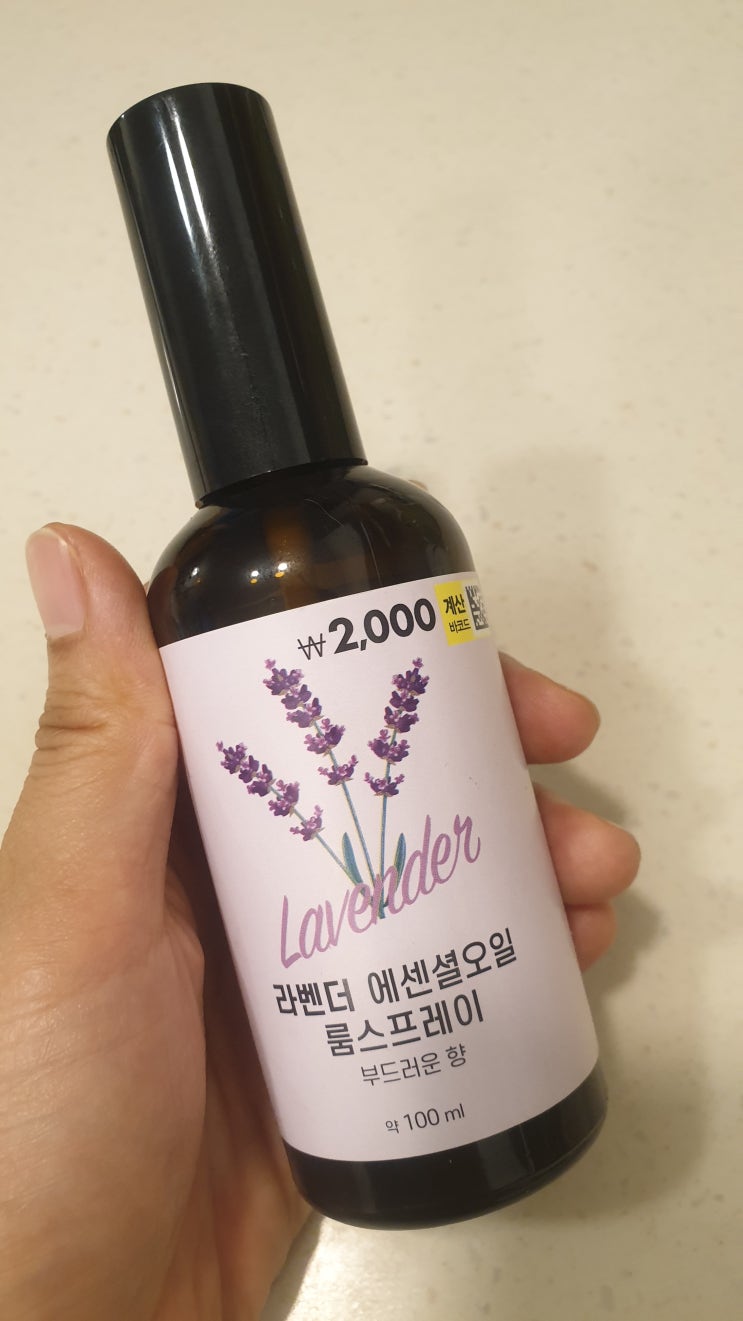 ₩2,000 계산
바코드
Lavender
라벤더 에센셜오일
룸스프레이
부드러운 향
약 100 ml